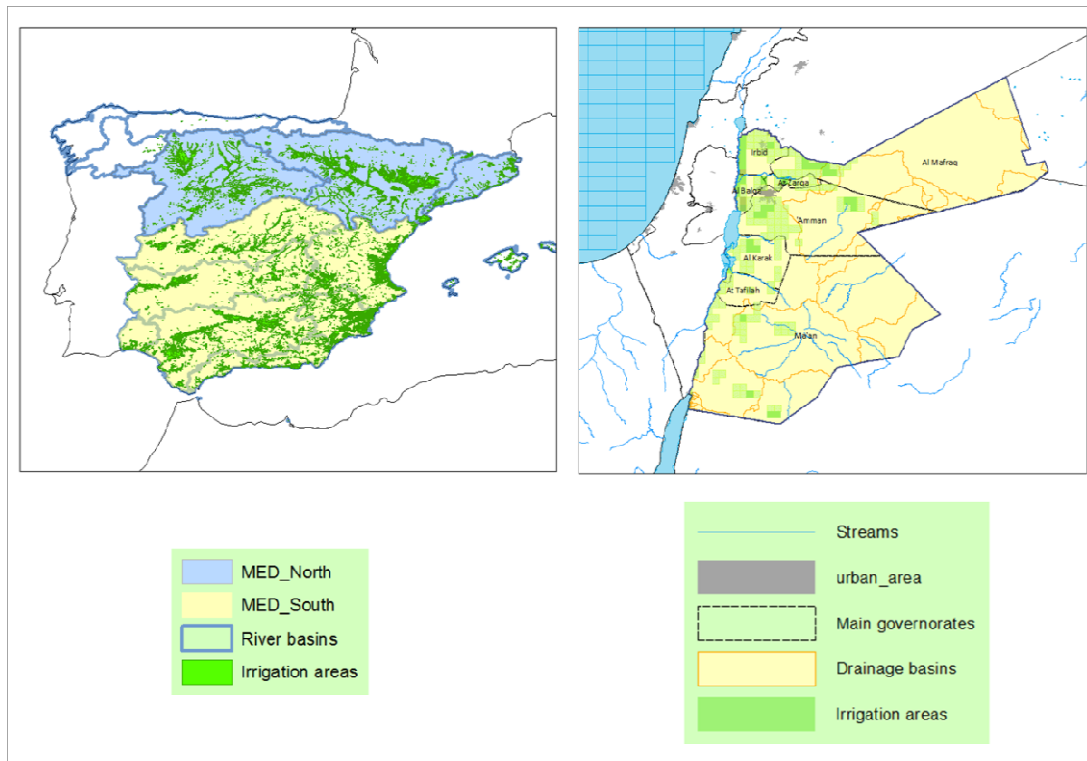 Irbid
Al Mafraq
Az Zarqa
Al Balqa
Amman
Al Karak
At Tafilah
Ma'an
MED_North
MED_South
River basins
Irrigation areas
Streams
urban_area
Main governorates
Drainage basins
Irrigation areas